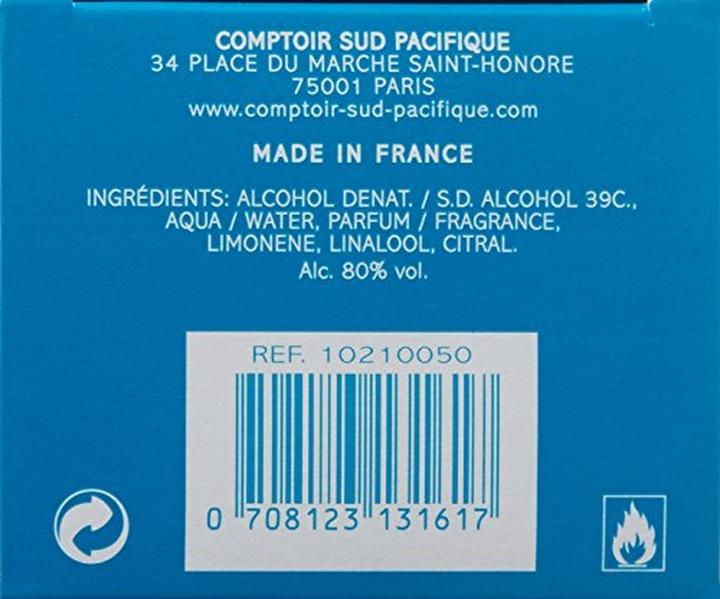 COMPTOIR SUD PACIFIQUE
34 PLACE DU MARCHE SAINT-HONORE
75001 PARIS
www.comptoir-sud-pacifique.com
MADE IN FRANCE
INGRÉDIENTS: ALCOHOL DENAT. / S.D. ALCOHOL 39C.,
AQUA / WATER, PARFUM / FRAGRANCE,
LIMONENE, LINALOOL, CITRAL.
Alc. 80% vol.
REF. 10210050
0 708123 131617